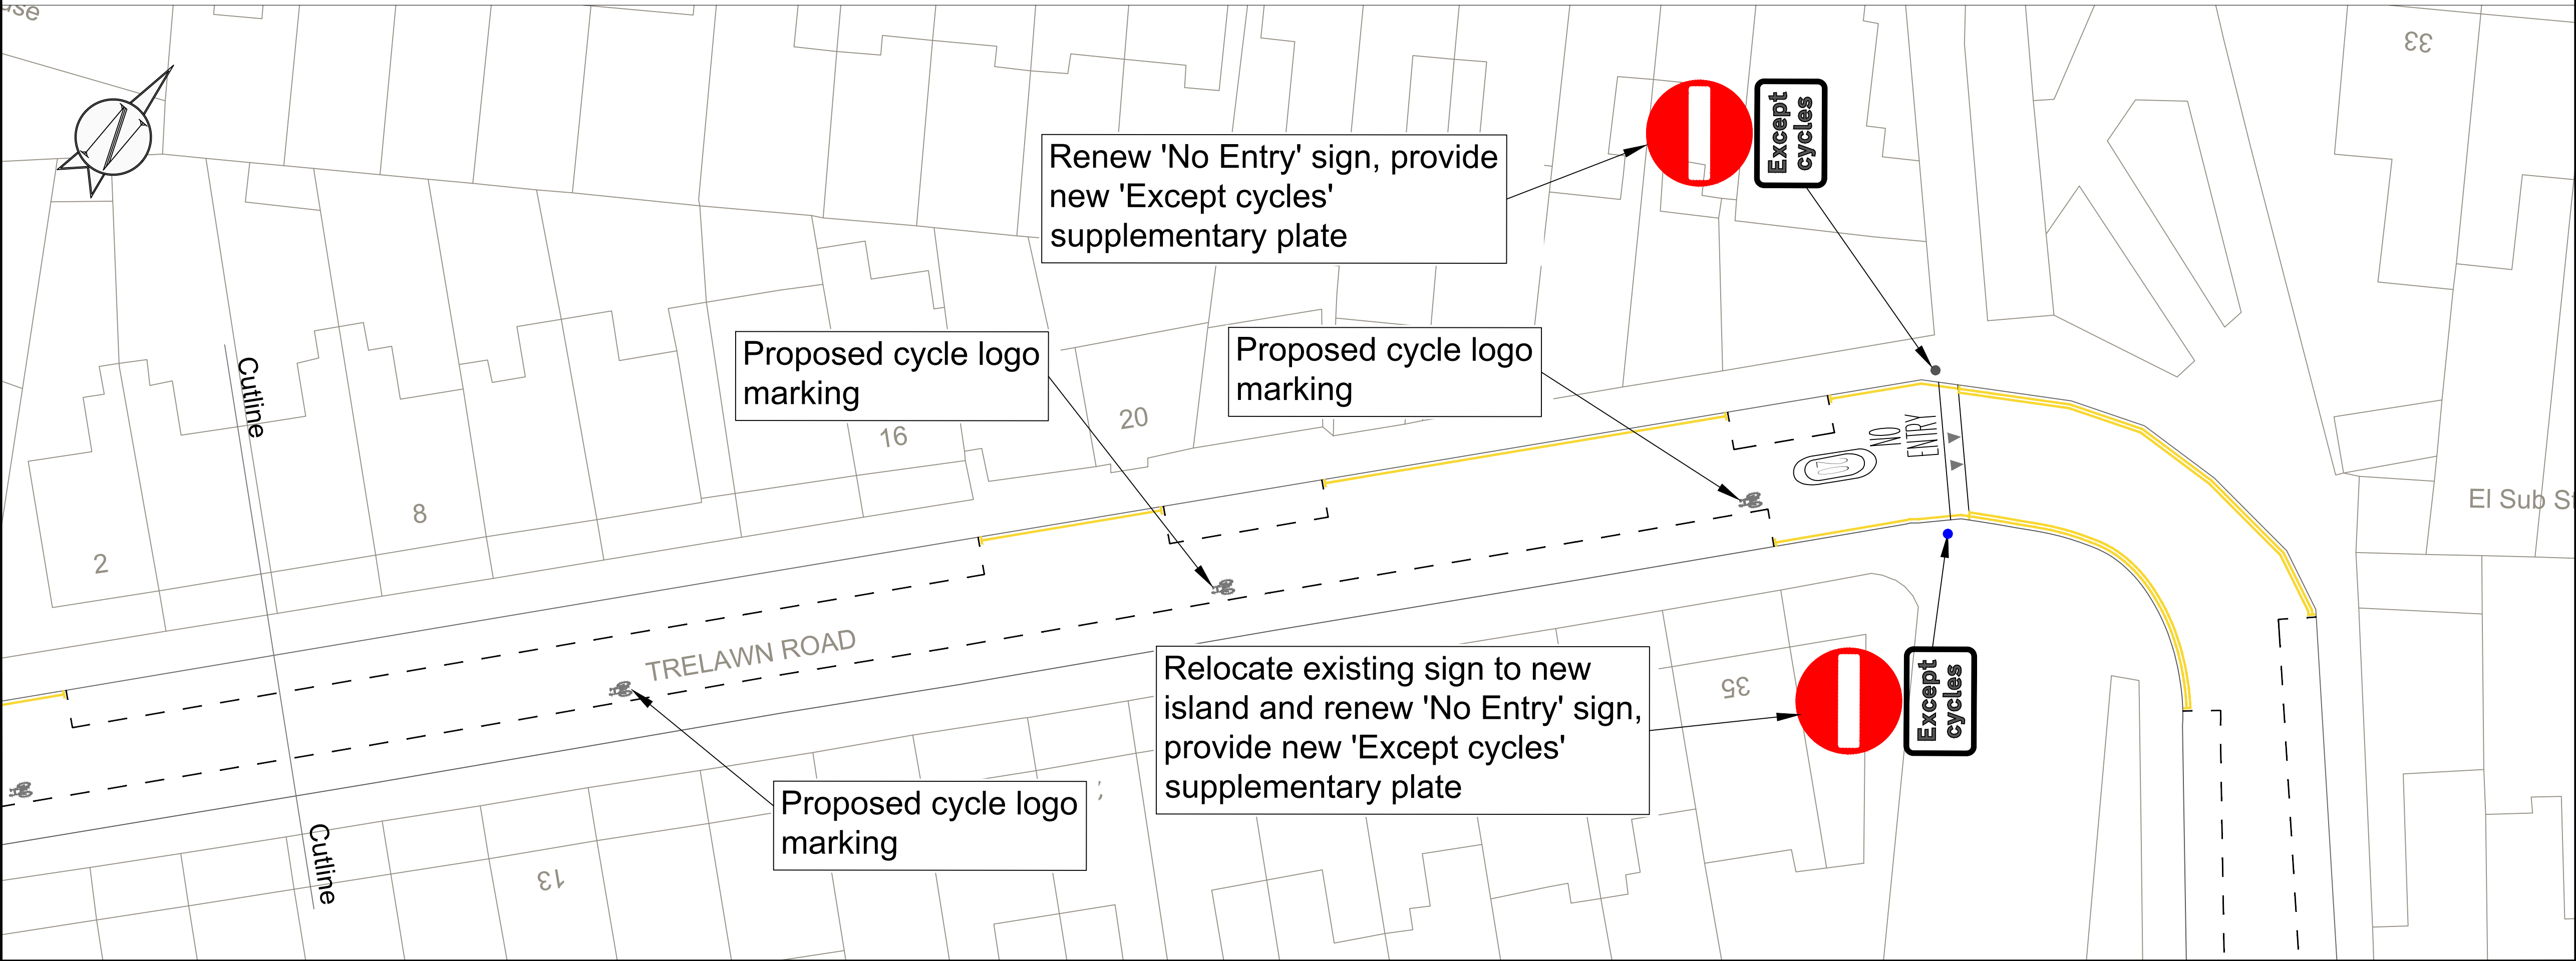 33
Renew 'No Entry' sign, provide
new 'Except cycles'
supplementary plate
Except
cycles
N
Proposed cycle logo
marking
Proposed cycle logo
marking
Cutline
20
16
8
2
NO
ENTRY
20
El Sub S
TRELAWN ROAD
Relocate existing sign to new
island and renew 'No Entry' sign,
provide new 'Except cycles'
supplementary plate
35
Except
cycles
Proposed cycle logo
marking
Cutline
13